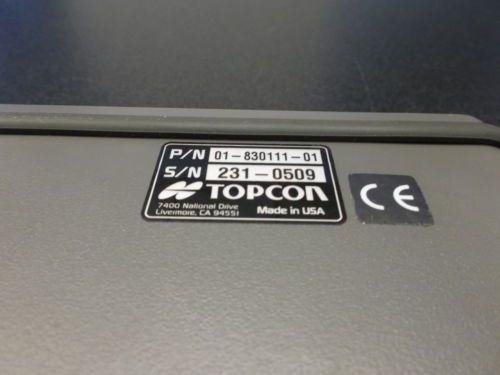 P/N 01-830111-01
S/N 231-0509
TOPCON
7400 National Drive
Livermore, CA 94551
Made in USA
CE